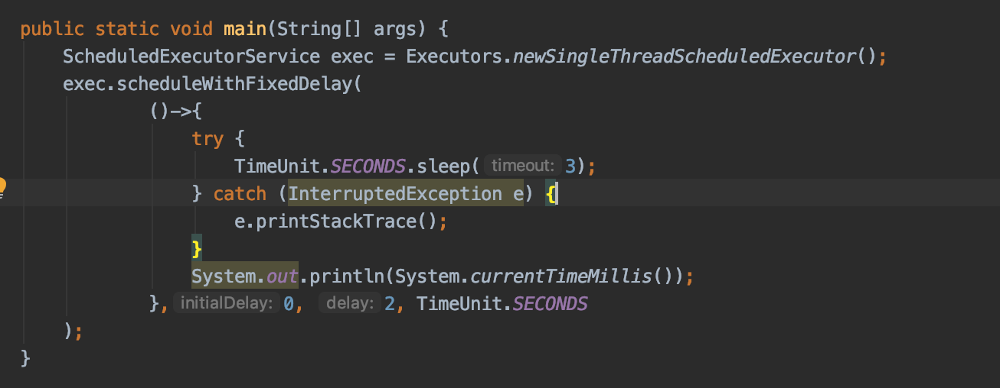 public static void main(String[] args) {
ScheduledExecutorService exec = Executors.newSingleThreadScheduledExecutor();
exec.scheduleWithFixedDelay(
()->{
try {
TimeUnit.SECONDS.sleep( timeout: 3);
} catch (InterruptedException e) {
e.printStackTrace();
}
System.out.println(System.currentTimeMillis());
}, initialDelay: 0, delay: 2, TimeUnit.SECONDS
);
}